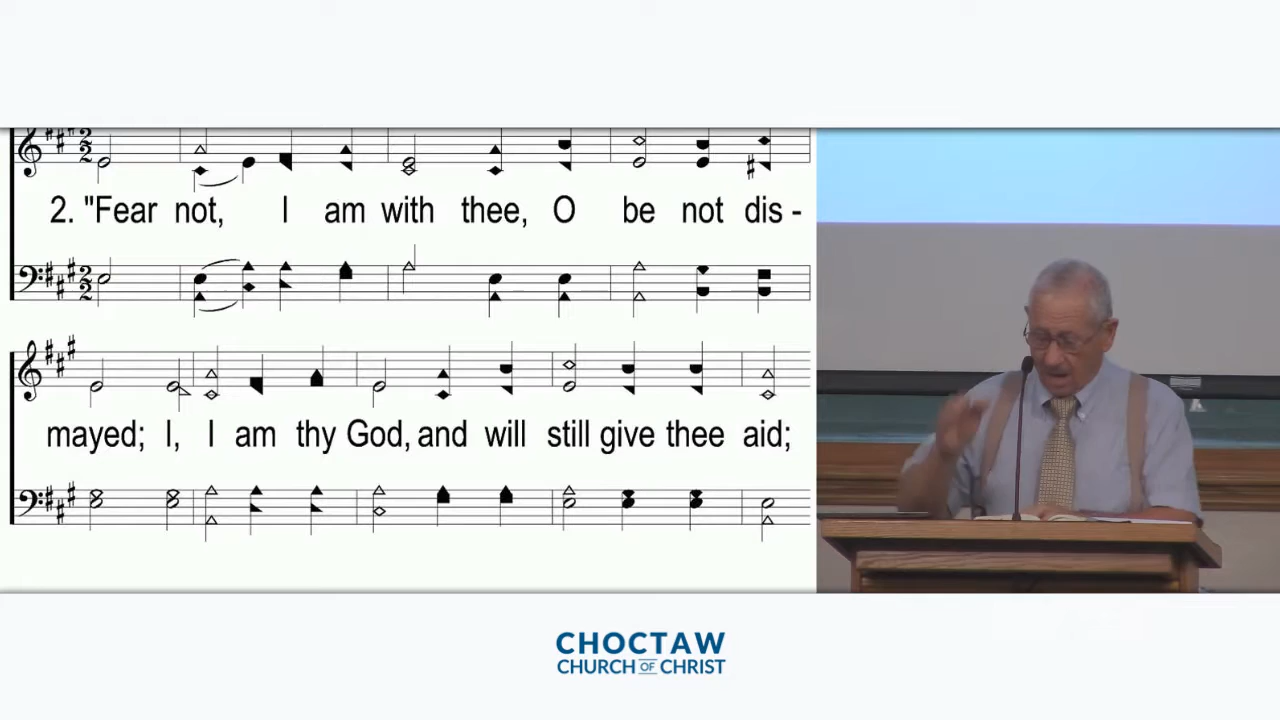 2. "Fear not, I am with thee, O be not dis -
mayed; I, I am thy God, and will still give thee aid;
CHOCTAW
CHURCH OF CHRIST